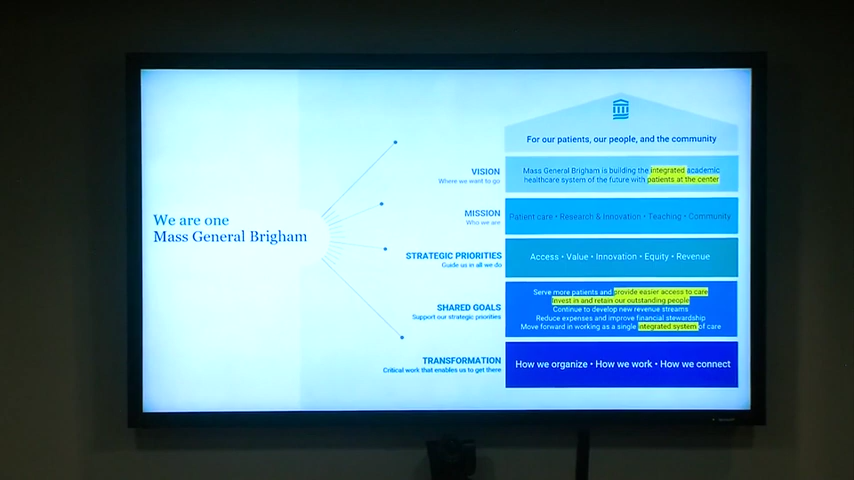 For our patients, our people, and the community
VISION
Where we want to go
Mass General Brigham is building the integrated academic
healthcare system of the future with patients at the center
MISSION
Who we are
Patient care • Research & Innovation • Teaching • Community
We are one
Mass General Brigham
STRATEGIC PRIORITIES
Guide us in all we do
Access • Value • Innovation • Equity • Revenue
SHARED GOALS
Support our strategic priorities
Serve more patients and provide easier access to care
Invest in and retain our outstanding people
Continue to develop new revenue streams
Reduce expenses and improve financial stewardship
Move forward in working as a single integrated system of care
TRANSFORMATION
Critical work that enables us to get there
How we organize • How we work • How we connect